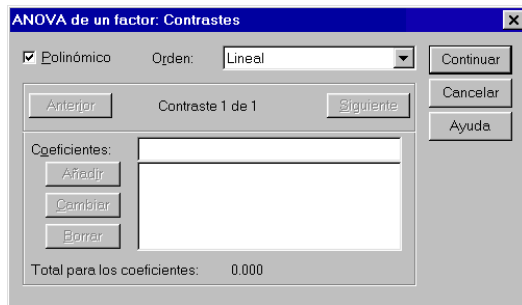 ANOVA de un factor: Contrastes
Polinómico Orden: Lineal Continuar
Cancelar
Anterior Contraste 1 de 1 Siguiente
Ayuda
Coeficientes:
Añadir
Cambiar
Borrar
Total para los coeficientes: 0.000